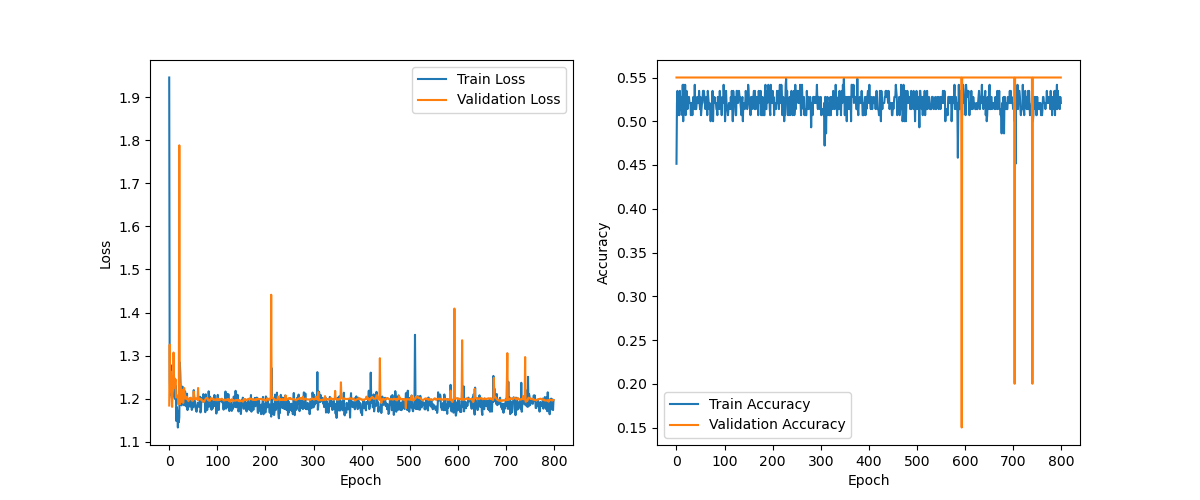 1.9
1.8
1.7
1.6
1.5
1.4
1.3
1.2
1.1
Loss
0 100 200 300 400 500 600 700 800
Epoch
Train Loss
Validation Loss
0.55
0.50
0.45
0.40
0.35
0.30
0.25
0.20
0.15
Accuracy
0 100 200 300 400 500 600 700 800
Epoch
Train Accuracy
Validation Accuracy